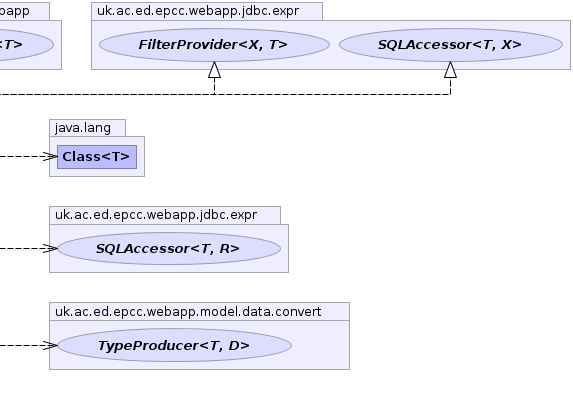 bapp
uk.ac.ed.epcc.webapp.jdbc.expr
<T>
FilterProvider<X, T>
SQLAccessor<T, X>
java.lang
Class<T>
uk.ac.ed.epcc.webapp.jdbc.expr
SQLAccessor<T, R>
uk.ac.ed.epcc.webapp.model.data.convert
TypeProducer<T, D>